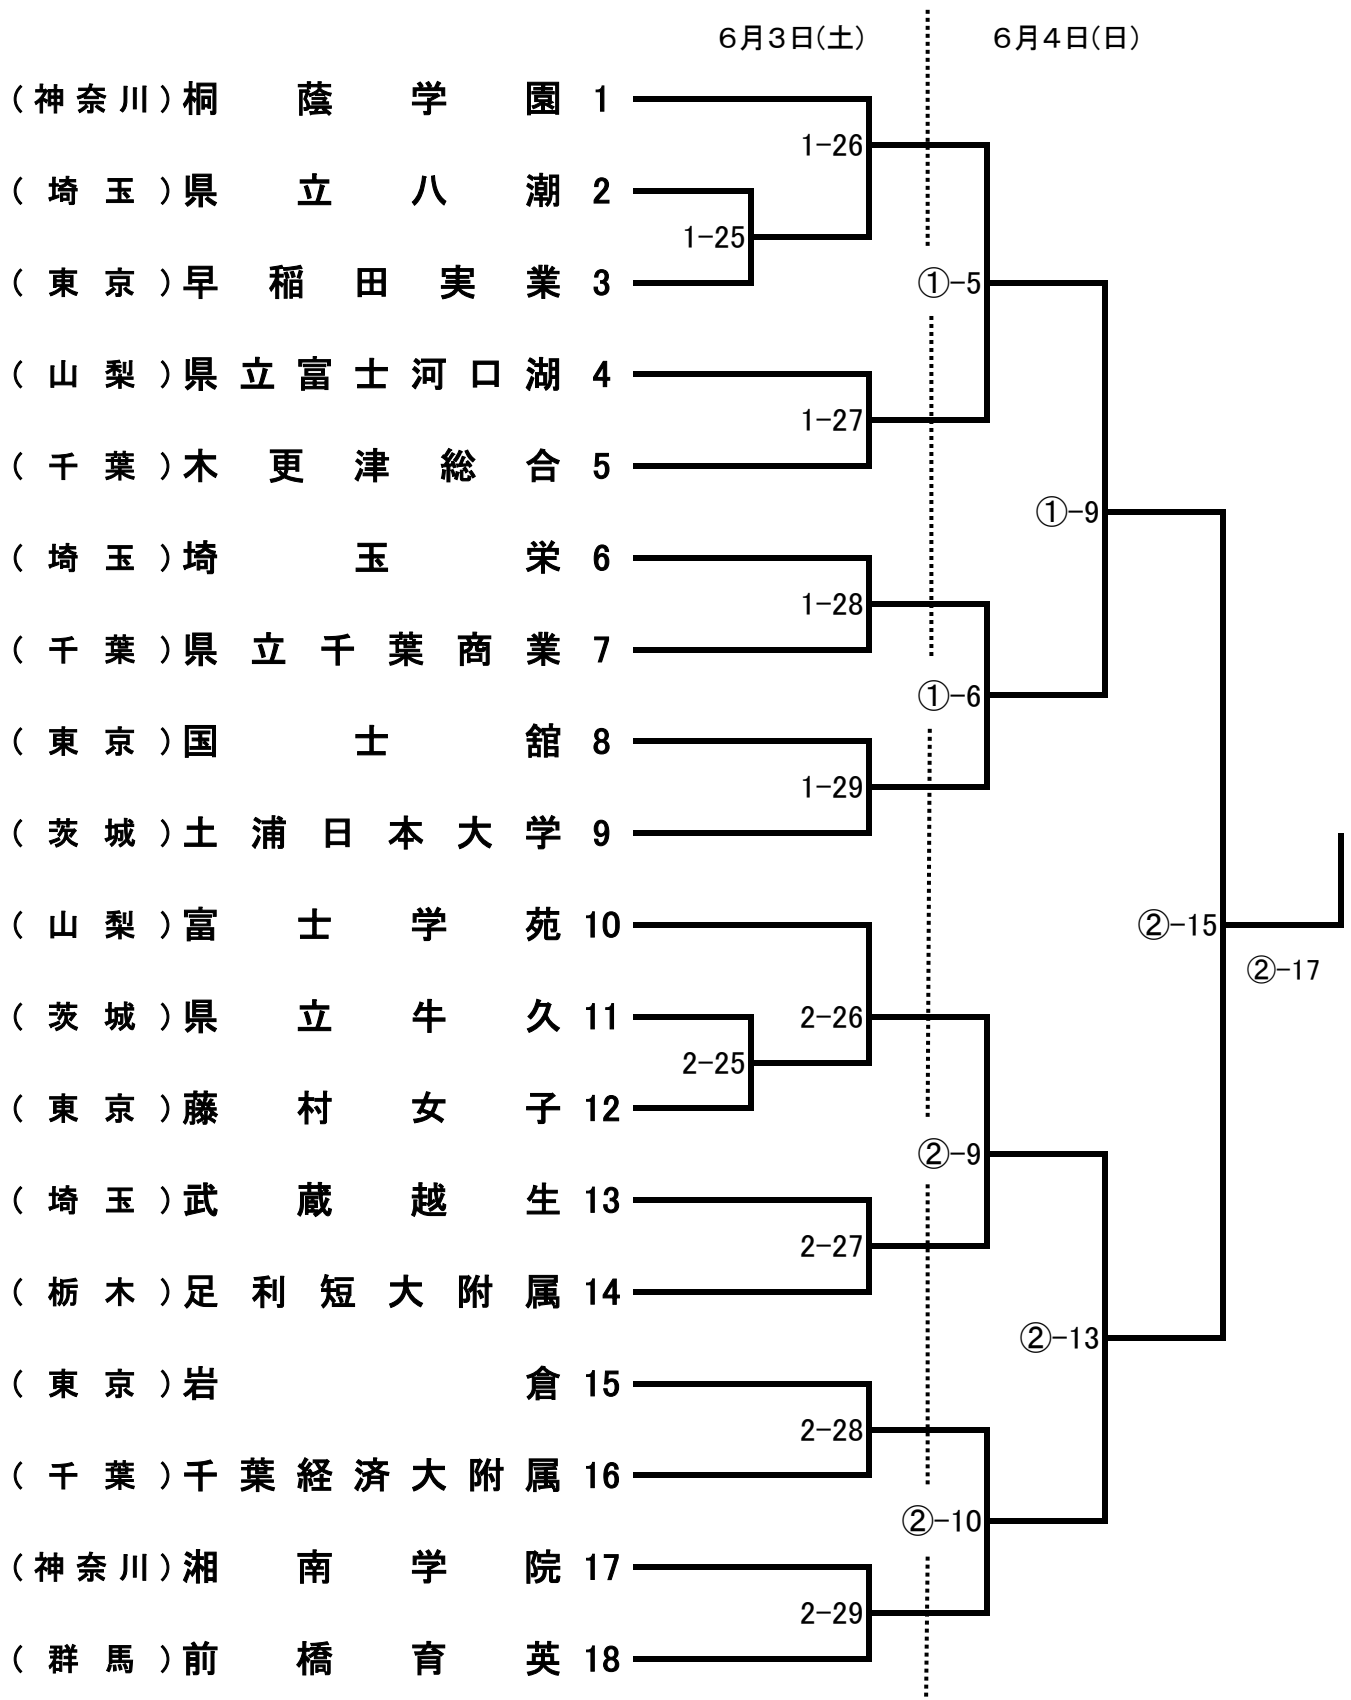 ６月３日(土) ６月４日(日)
(神奈川)桐蔭学園 1
1-26
(埼玉)県立八潮 2
1-25
(東京)早稲田実業 3
①-5
(山梨)県立富士河口湖 4
1-27
(千葉)木更津総合 5
①-9
(埼玉)埼玉栄 6
1-28
(千葉)県立千葉商業 7
①-6
(東京)国士舘 8
1-29
(茨城)土浦日本大学 9
(山梨)富士学苑 10
②-15
②-17
(茨城)県立牛久 11
2-26
2-25
(東京)藤村女子 12
②-9
(埼玉)武蔵越生 13
2-27
(栃木)足利短大附属 14
②-13
(東京)岩倉 15
2-28
(千葉)千葉経済大附属 16
②-10
(神奈川)湘南学院 17
2-29
(群馬)前橋育英 18